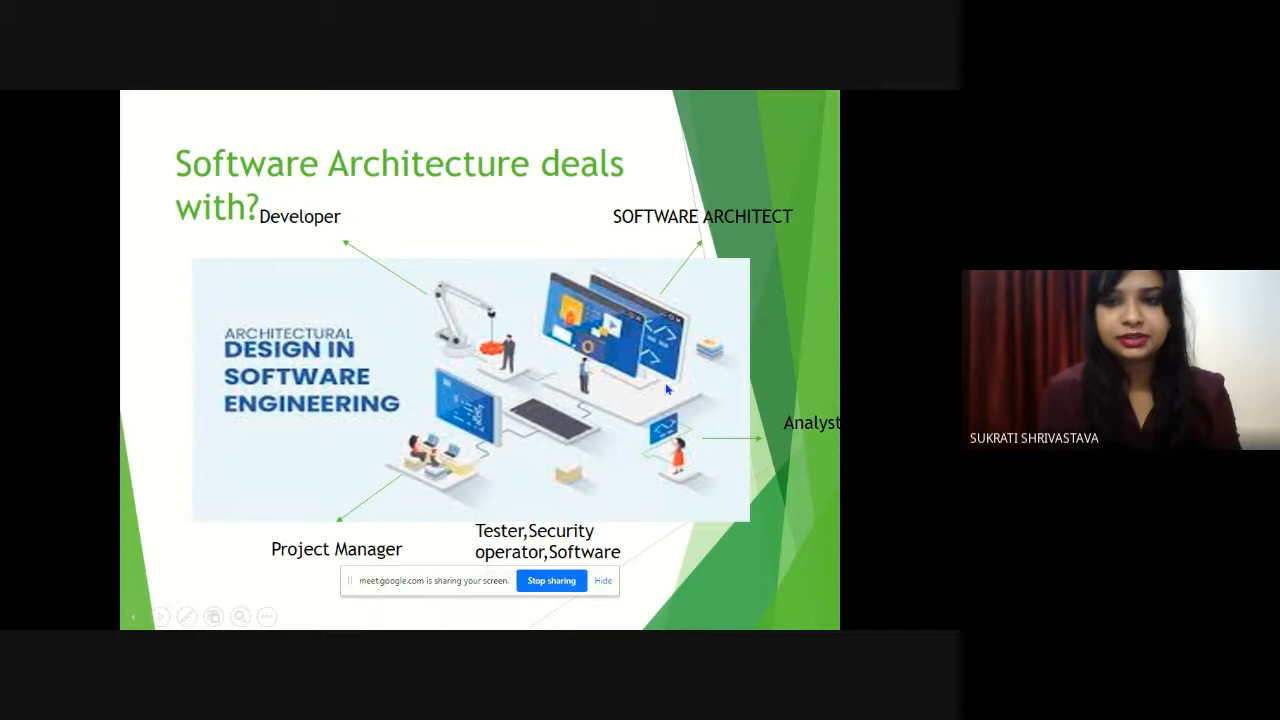 Software Architecture deals
with?
Developer
SOFTWARE ARCHITECT
ARCHITECTURAL
DESIGN IN
SOFTWARE
ENGINEERING
Analyst
SUKRATI SHRIVASTAVA
Tester,Security
operator,Software
Project Manager
meet.google.com is sharing your screen.
Stop sharing
Hide